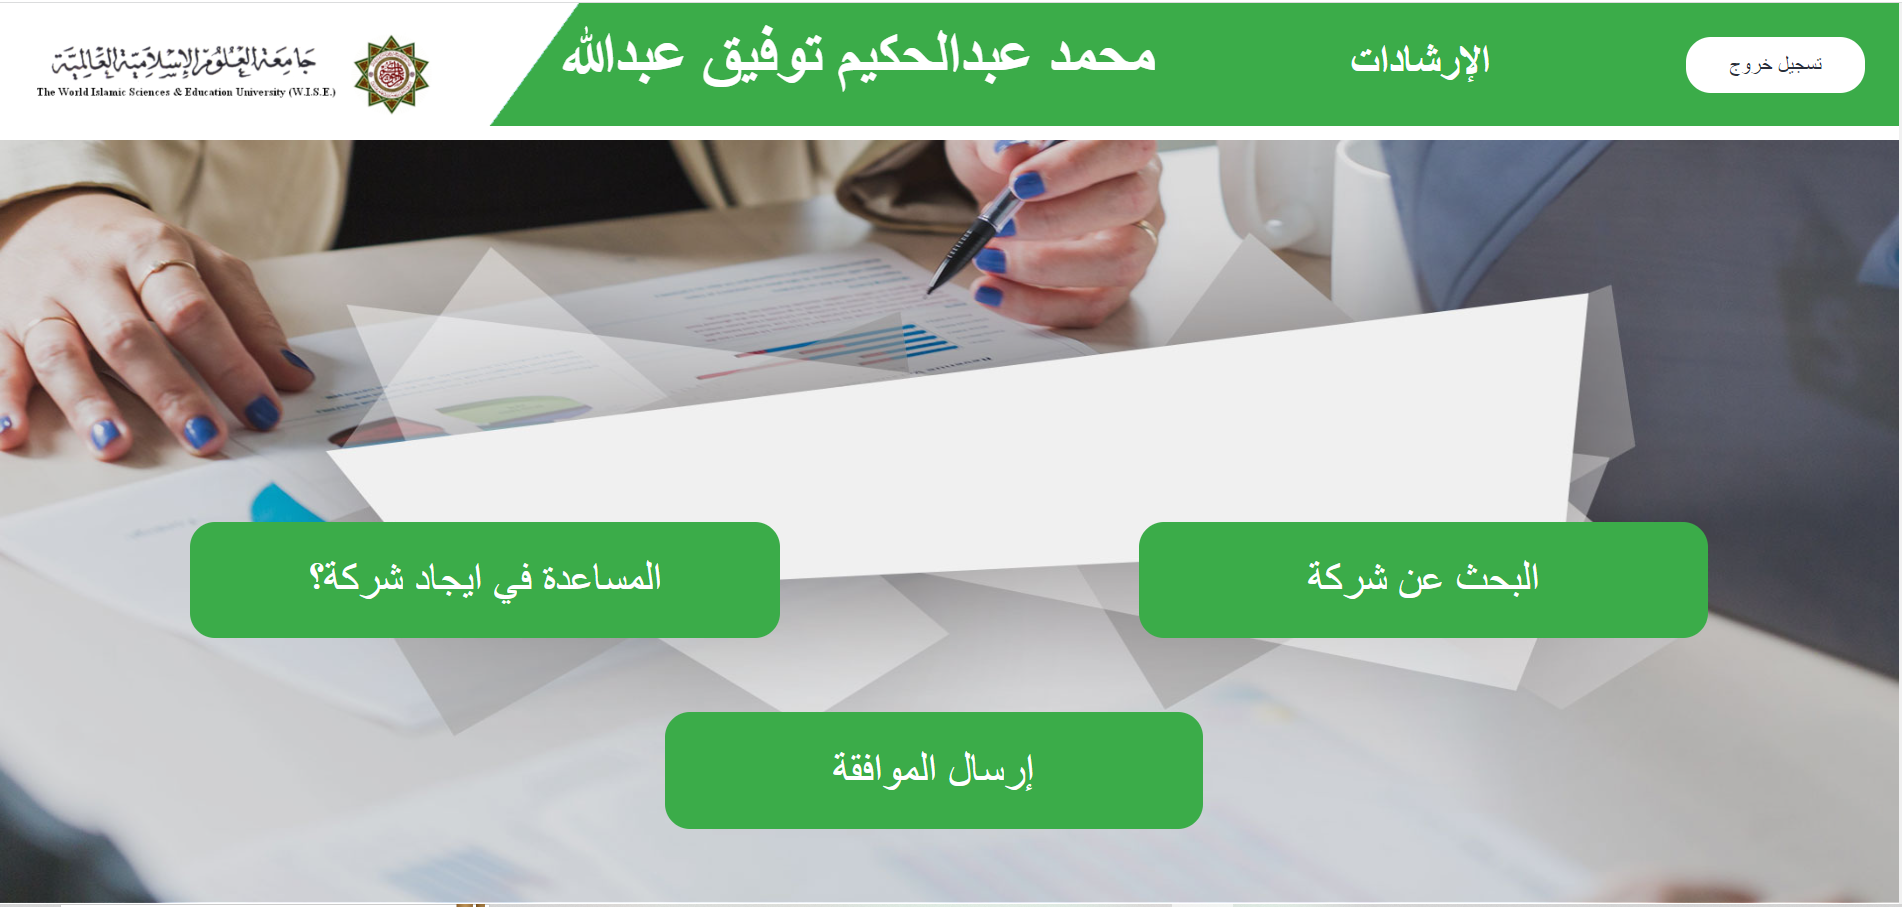 جامعة العلوم الإسلامية العالمية
The World Islamic Sciences & Education University (W.I.S.E.)
محمد عبدالحكيم توفيق عبدالله
الإرشادات
تسجيل خروج
البحث عن شركة
المساعدة في ايجاد شركة؟
إرسال الموافقة